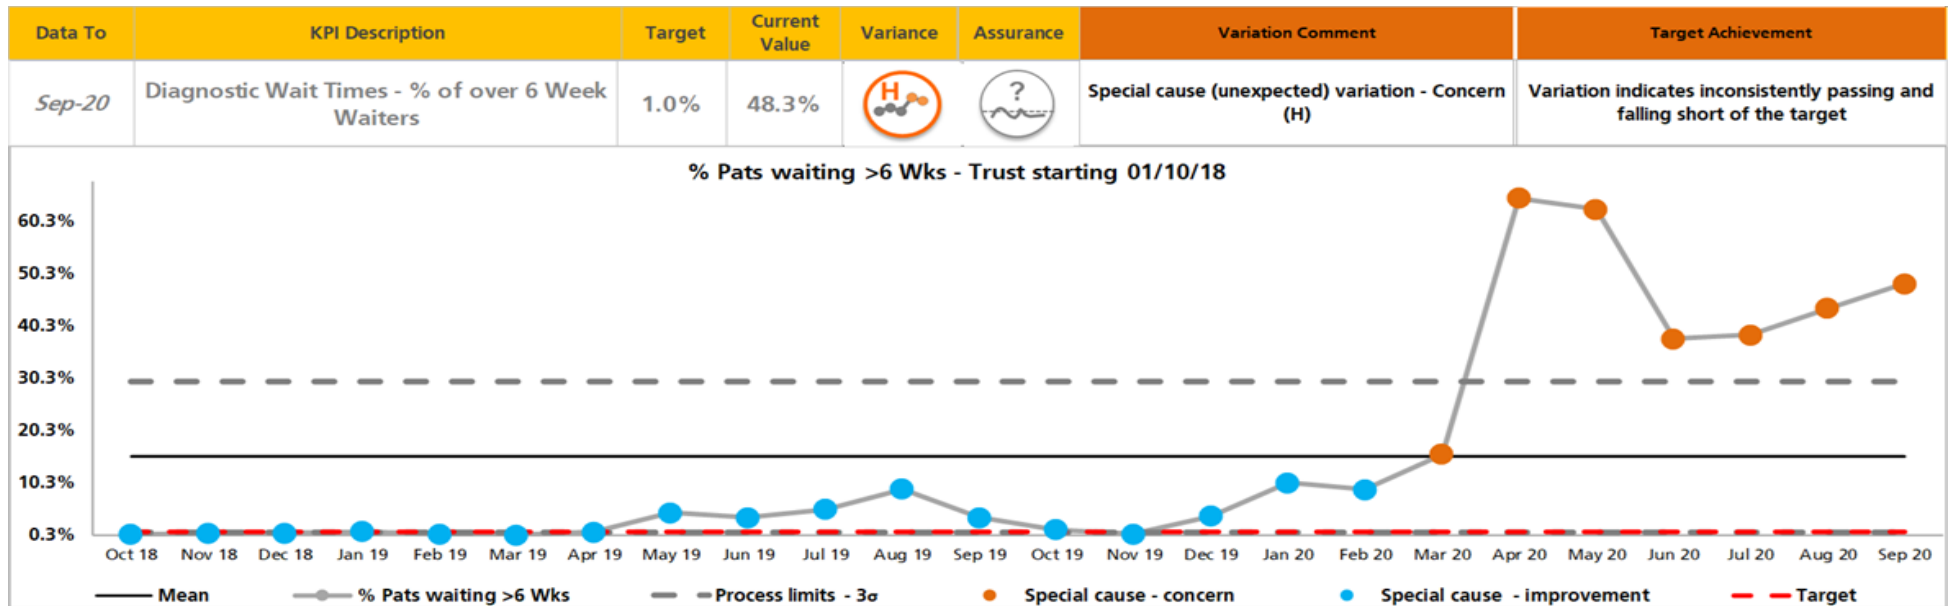 Data To KPI Description Target Current Value Variance Assurance Variation Comment Target Achievement
Sep-20 Diagnostic Wait Times - % of over 6 Week Waiters 1.0% 48.3% H ? Special cause (unexpected) variation - Concern (H) Variation indicates inconsistently passing and falling short of the target
% Pats waiting >6 Wks - Trust starting 01/10/18
60.3%
50.3%
40.3%
30.3%
20.3%
10.3%
0.3%
Oct 18 Nov 18 Dec 18 Jan 19 Feb 19 Mar 19 Apr 19 May 19 Jun 19 Jul 19 Aug 19 Sep 19 Oct 19 Nov 19 Dec 19 Jan 20 Feb 20 Mar 20 Apr 20 May 20 Jun 20 Jul 20 Aug 20 Sep 20
Mean % Pats waiting >6 Wks Process limits - 3σ Special cause - concern Special cause - improvement Target